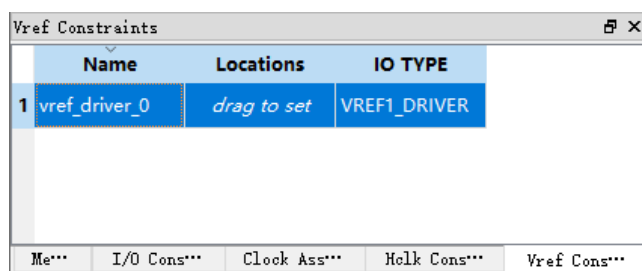 Vref Constraints
Name Locations IO TYPE
1 vref_driver_0 drag to set VREF1_DRIVER
Me··· I/O Cons··· Clock Ass··· Hclk Cons··· Vref Cons···